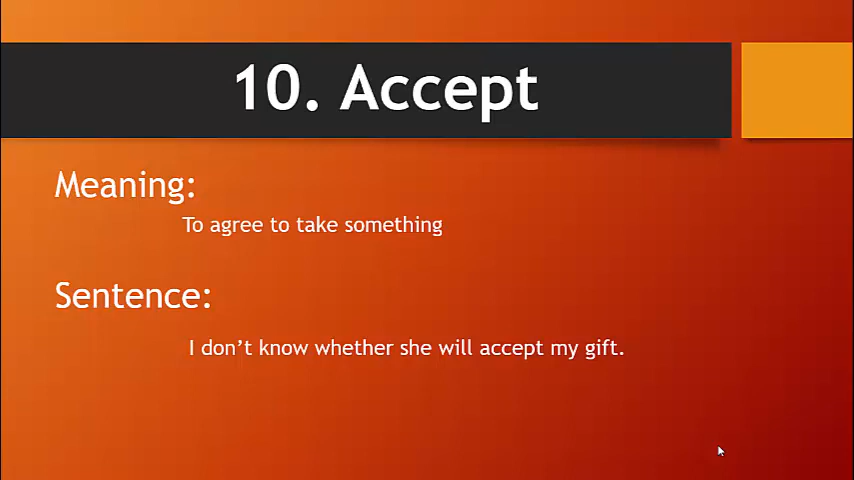 10. Accept
Meaning:
To agree to take something
Sentence:
I don’t know whether she will accept my gift.